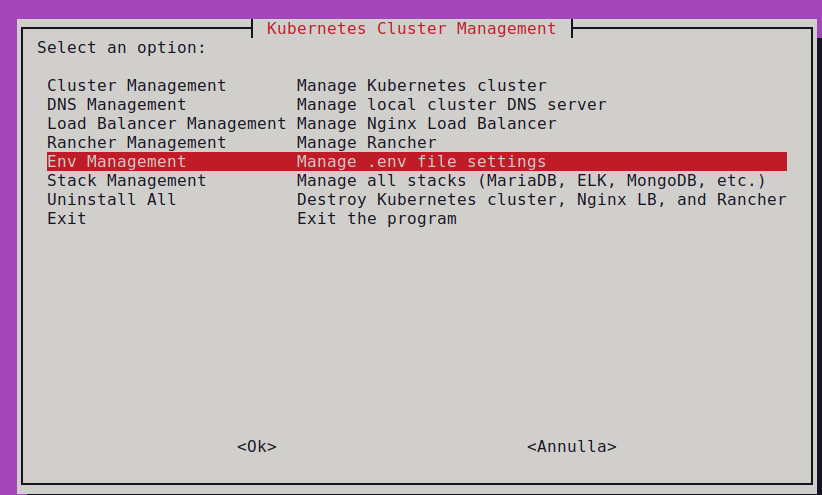 Kubernetes Cluster Management
Select an option:
Cluster Management Manage Kubernetes cluster
DNS Management Manage local cluster DNS server
Load Balancer Management Manage Nginx Load Balancer
Rancher Management Manage Rancher
Env Management Manage .env file settings
Stack Management Manage all stacks (MariaDB, ELK, MongoDB, etc.)
Uninstall All Destroy Kubernetes cluster, Nginx LB, and Rancher
Exit Exit the program
<Ok> <Annulla>